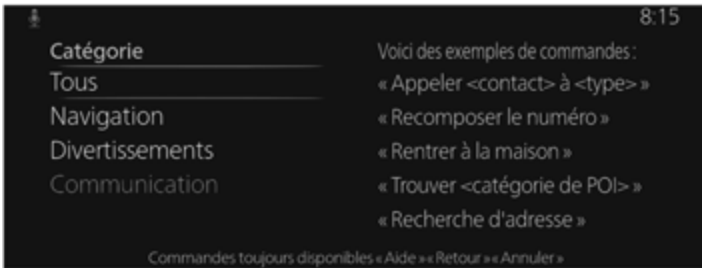 8:15
Catégorie
Tous
Navigation
Divertissements
Communication
Voici des exemples de commandes :
« Appeler <contact> à <type> »
« Recomposer le numéro »
« Rentrer à la maison »
« Trouver <catégorie de POI> »
« Recherche d'adresse »
Commandes toujours disponibles « Aide » « Retour » « Annuler »